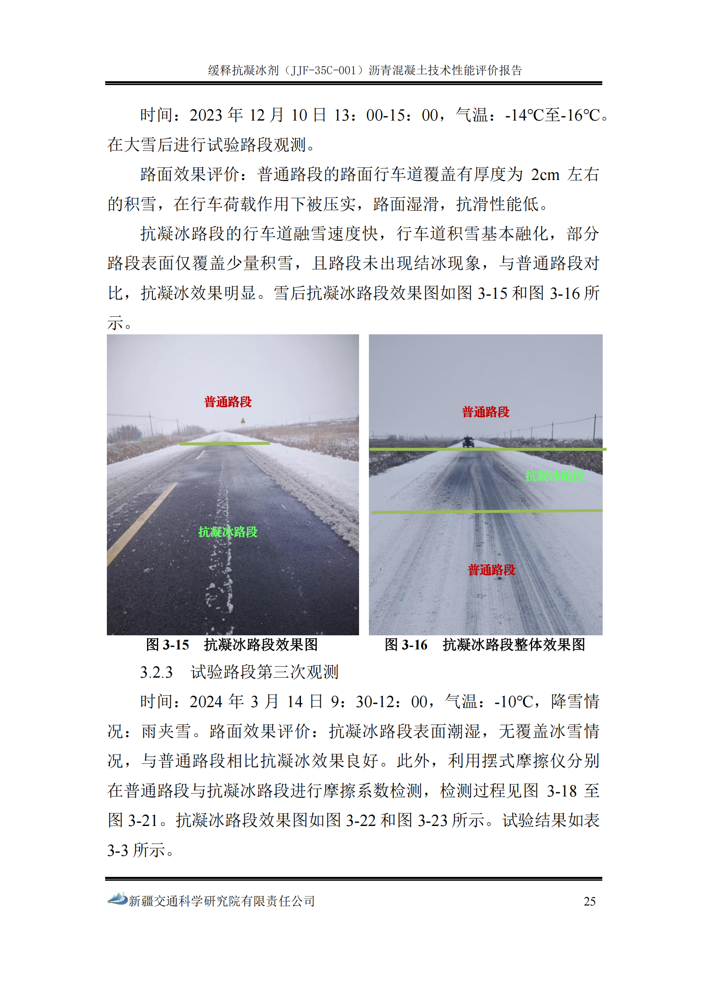 缓释抗凝冰剂（JJF-35C-001）沥青混凝土技术性能评价报告
时间：2023 年 12 月 10 日 13：00-15：00，气温：-14℃至-16℃。
在大雪后进行试验路段观测。
路面效果评价：普通路段的路面行车道覆盖有厚度为 2cm 左右
的积雪，在行车荷载作用下被压实，路面湿滑，抗滑性能低。
抗凝冰路段的行车道融雪速度快，行车道积雪基本融化，部分
路段表面仅覆盖少量积雪，且路段未出现结冰现象，与普通路段对
比，抗凝冰效果明显。雪后抗凝冰路段效果图如图 3-15 和图 3-16 所
示。
普通路段
抗凝冰路段
普通路段
抗凝冰路段
普通路段
图 3-15 抗凝冰路段效果图
图 3-16 抗凝冰路段整体效果图
3.2.3 试验路段第三次观测
时间：2024 年 3 月 14 日 9：30-12：00，气温：-10℃，降雪情
况：雨夹雪。路面效果评价：抗凝冰路段表面潮湿，无覆盖冰雪情
况，与普通路段相比抗凝冰效果良好。此外，利用摆式摩擦仪分别
在普通路段与抗凝冰路段进行摩擦系数检测，检测过程见图 3-18 至
图 3-21。抗凝冰路段效果图如图 3-22 和图 3-23 所示。试验结果如表
3-3 所示。
新疆交通科学研究院有限责任公司
25